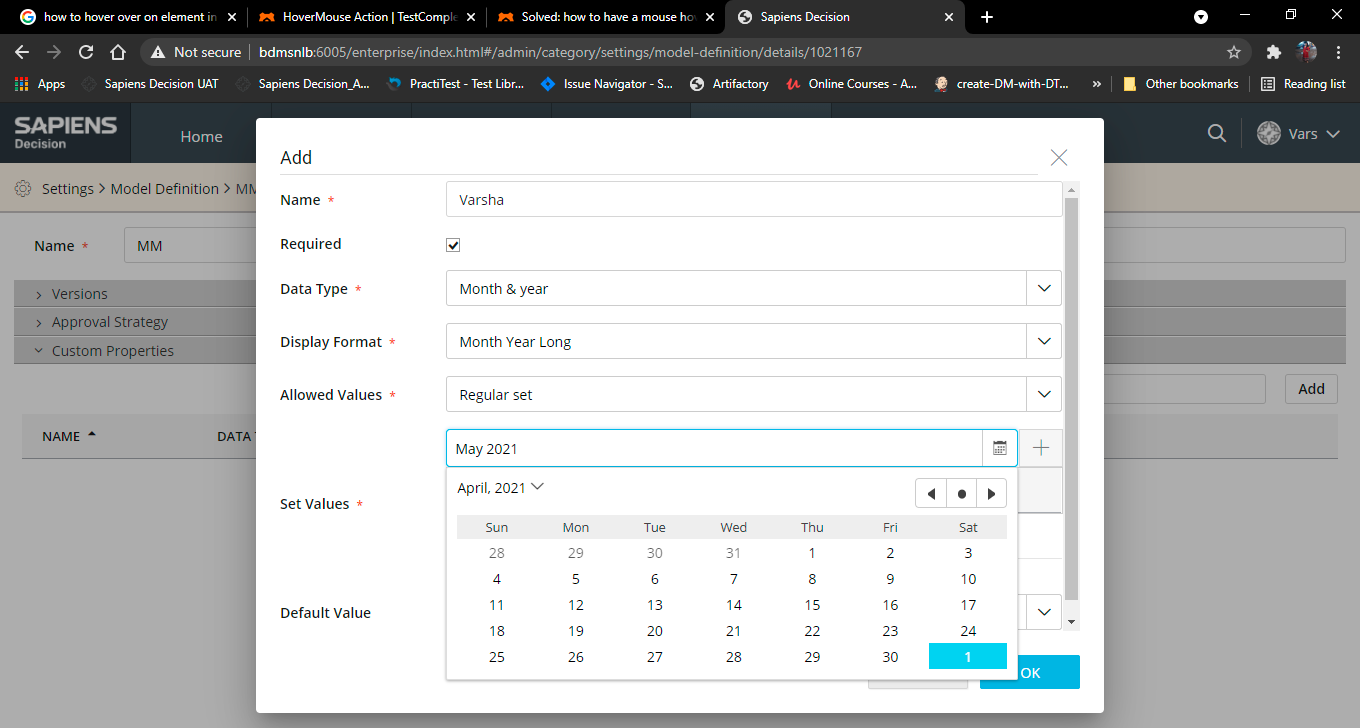 how to hover over on element in
HoverMouse Action | TestComple
Solved: how to have a mouse ho
Sapiens Decision
Not secure
bdmsnlb:6005/enterprise/index.html#/admin/category/settings/model-definition/details/1021167
Apps
Sapiens Decision UAT
Sapiens Decision_A...
PractiTest - Test Libr...
Issue Navigator - S...
Artifactory
Online Courses - A...
create-DM-with-DT...
»
Other bookmarks
Reading list
SAPIENS
Decision
Home
Vars
Settings > Model Definition > MM
Add
Name *
Varsha
Required
Name *
MM
Data Type *
Month & year
Versions
Approval Strategy
Display Format *
Month Year Long
Custom Properties
Allowed Values *
Regular set
Add
NAME
DATA
May 2021
April, 2021
Set Values *
Sun Mon Tue Wed Thu Fri Sat
28 29 30 31 1 2 3
4 5 6 7 8 9 10
11 12 13 14 15 16 17
18 19 20 21 22 23 24
25 26 27 28 29 30 1
Default Value
OK